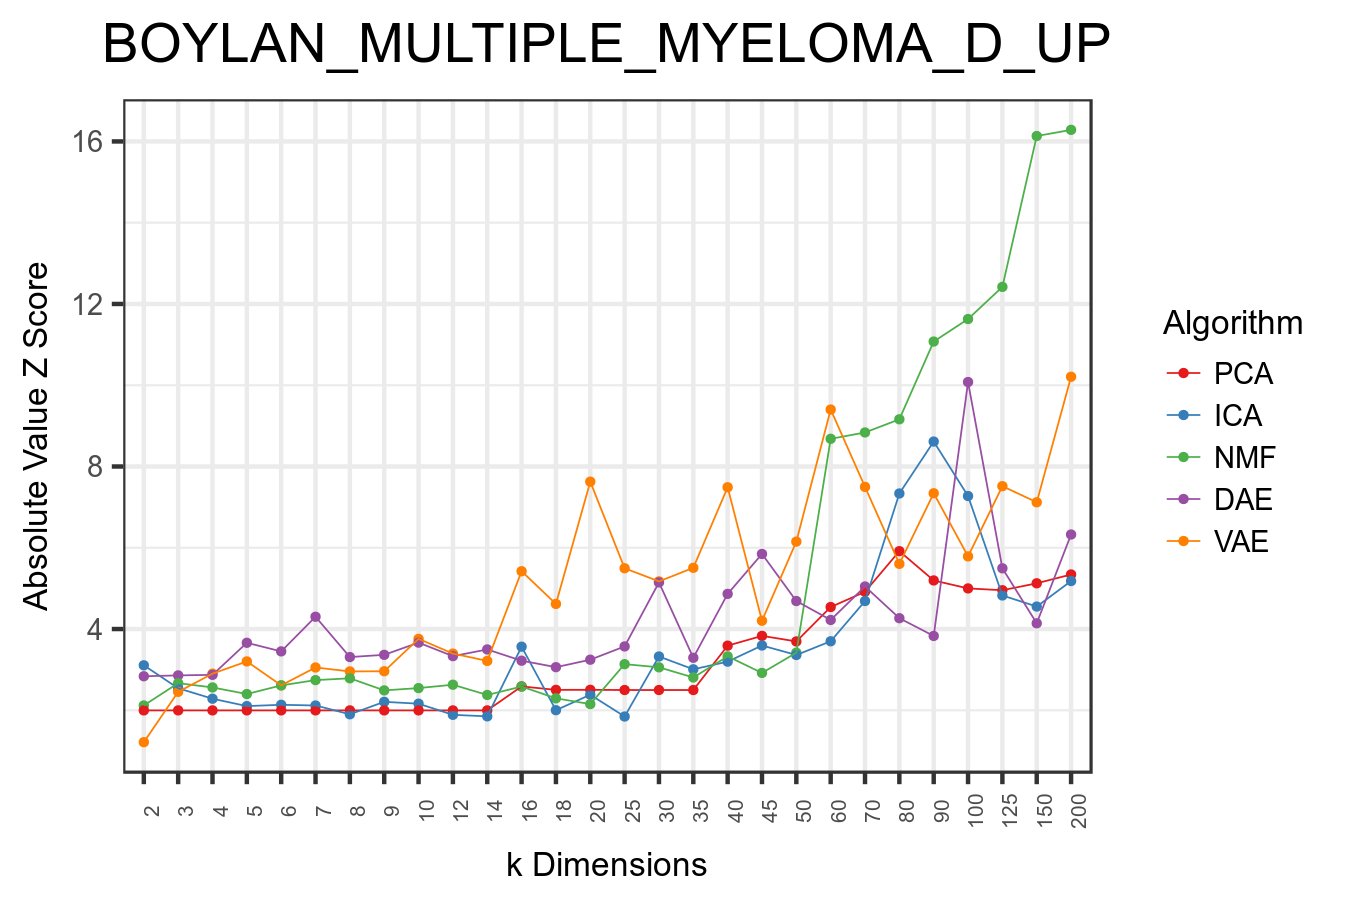 BOYLAN_MULTIPLE_MYELOMA_D_UP
Absolute Value Z Score
16
12
8
4
2 3 4 5 6 7 8 9 10 12 14 16 18 20 25 30 35 40 45 50 60 70 80 90 100 125 150 200
k Dimensions
Algorithm
PCA
ICA
NMF
DAE
VAE